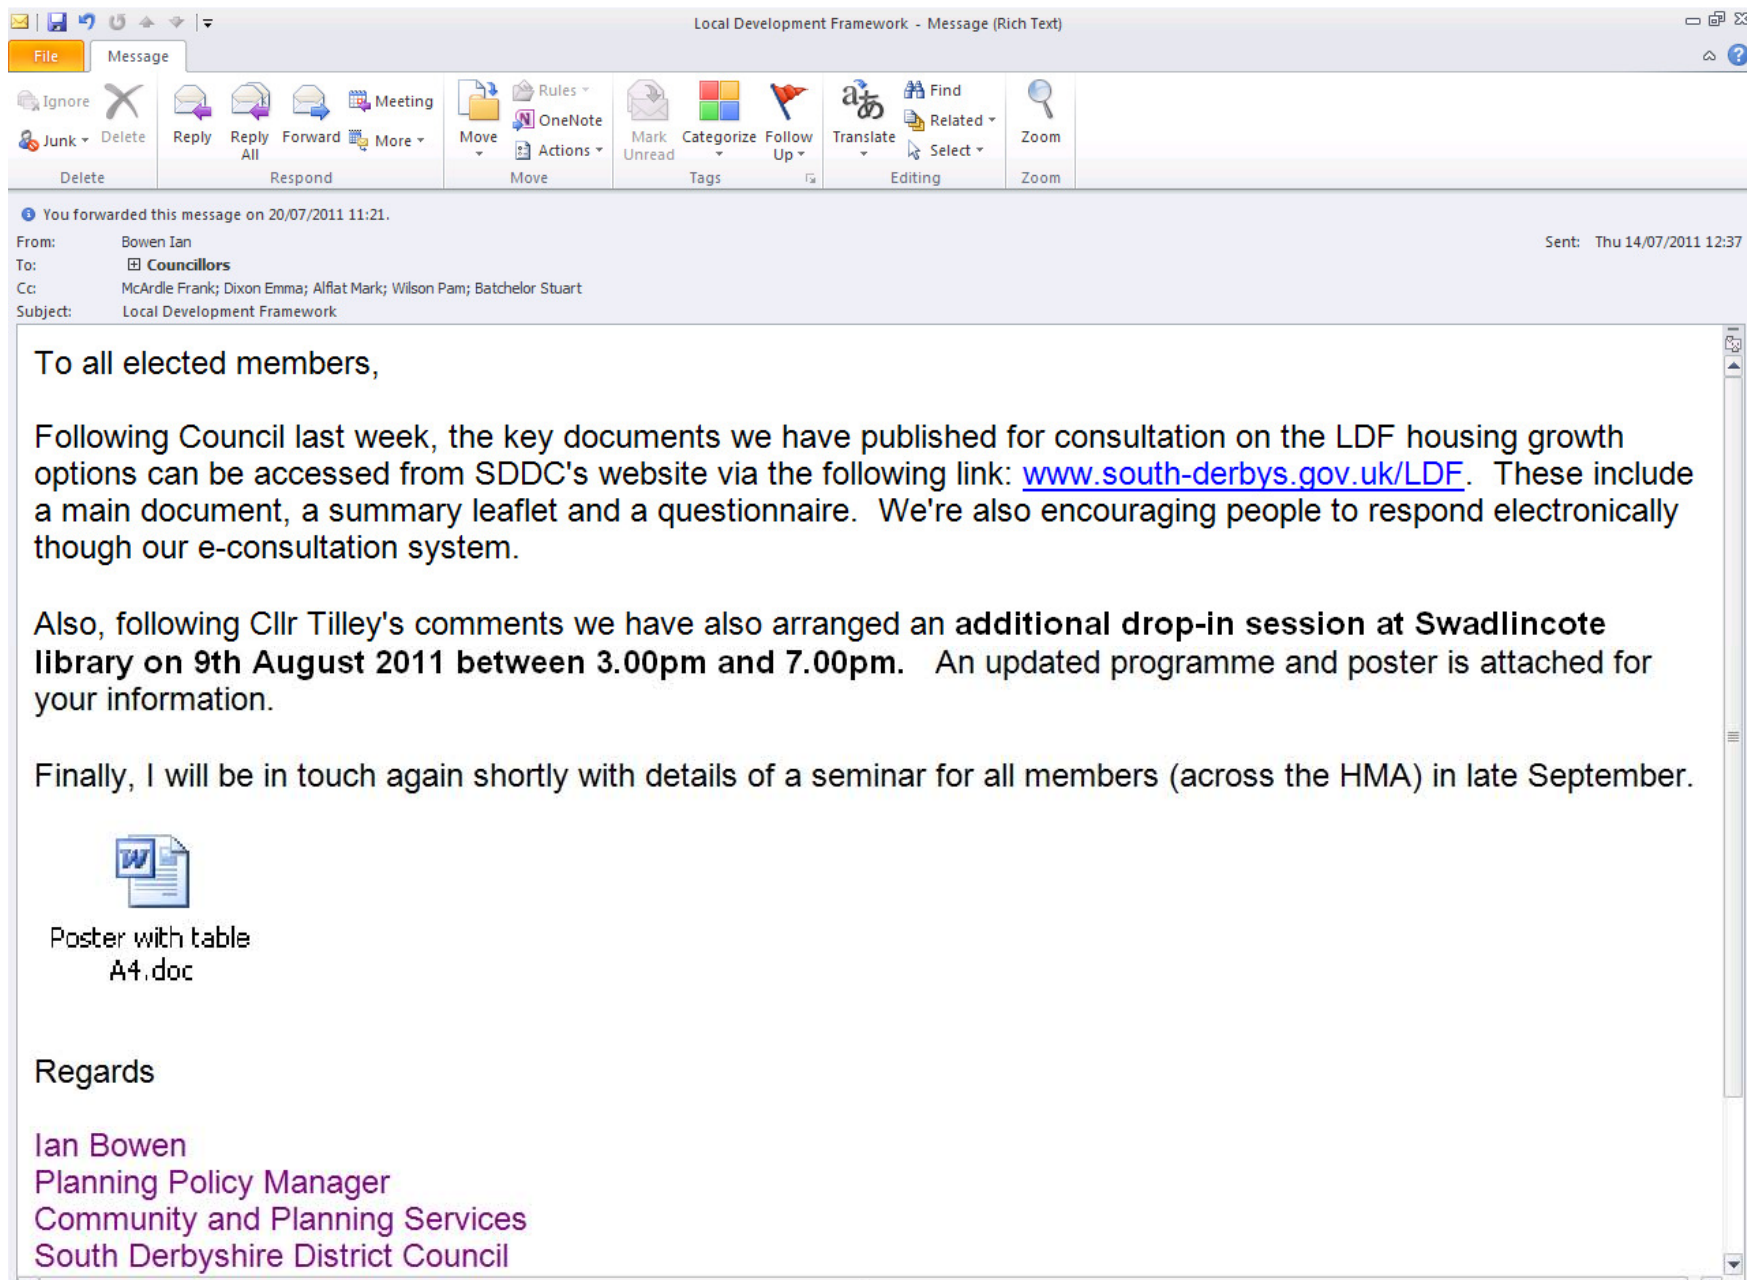 Local Development Framework - Message (Rich Text)
File Message
Ignore
Junk
Delete
Reply
Reply All
Forward
Meeting
More
Move
Rules
OneNote
Actions
Mark Unread
Categorize
Follow Up
Translate
Find
Related
Select
Zoom
Delete Respond Move Tags Editing Zoom
You forwarded this message on 20/07/2011 11:21.
From: Bowen Ian Sent: Thu 14/07/2011 12:37
To: Councillors
Cc: McArdle Frank; Dixon Emma; Alflat Mark; Wilson Pam; Batchelor Stuart
Subject: Local Development Framework
To all elected members,
Following Council last week, the key documents we have published for consultation on the LDF housing growth
options can be accessed from SDDC's website via the following link: www.south-derbys.gov.uk/LDF. These include
a main document, a summary leaflet and a questionnaire. We're also encouraging people to respond electronically
though our e-consultation system.
Also, following Cllr Tilley's comments we have also arranged an additional drop-in session at Swadlincote
library on 9th August 2011 between 3.00pm and 7.00pm. An updated programme and poster is attached for
your information.
Finally, I will be in touch again shortly with details of a seminar for all members (across the HMA) in late September.
Poster with table
A4.doc
Regards
Ian Bowen
Planning Policy Manager
Community and Planning Services
South Derbyshire District Council